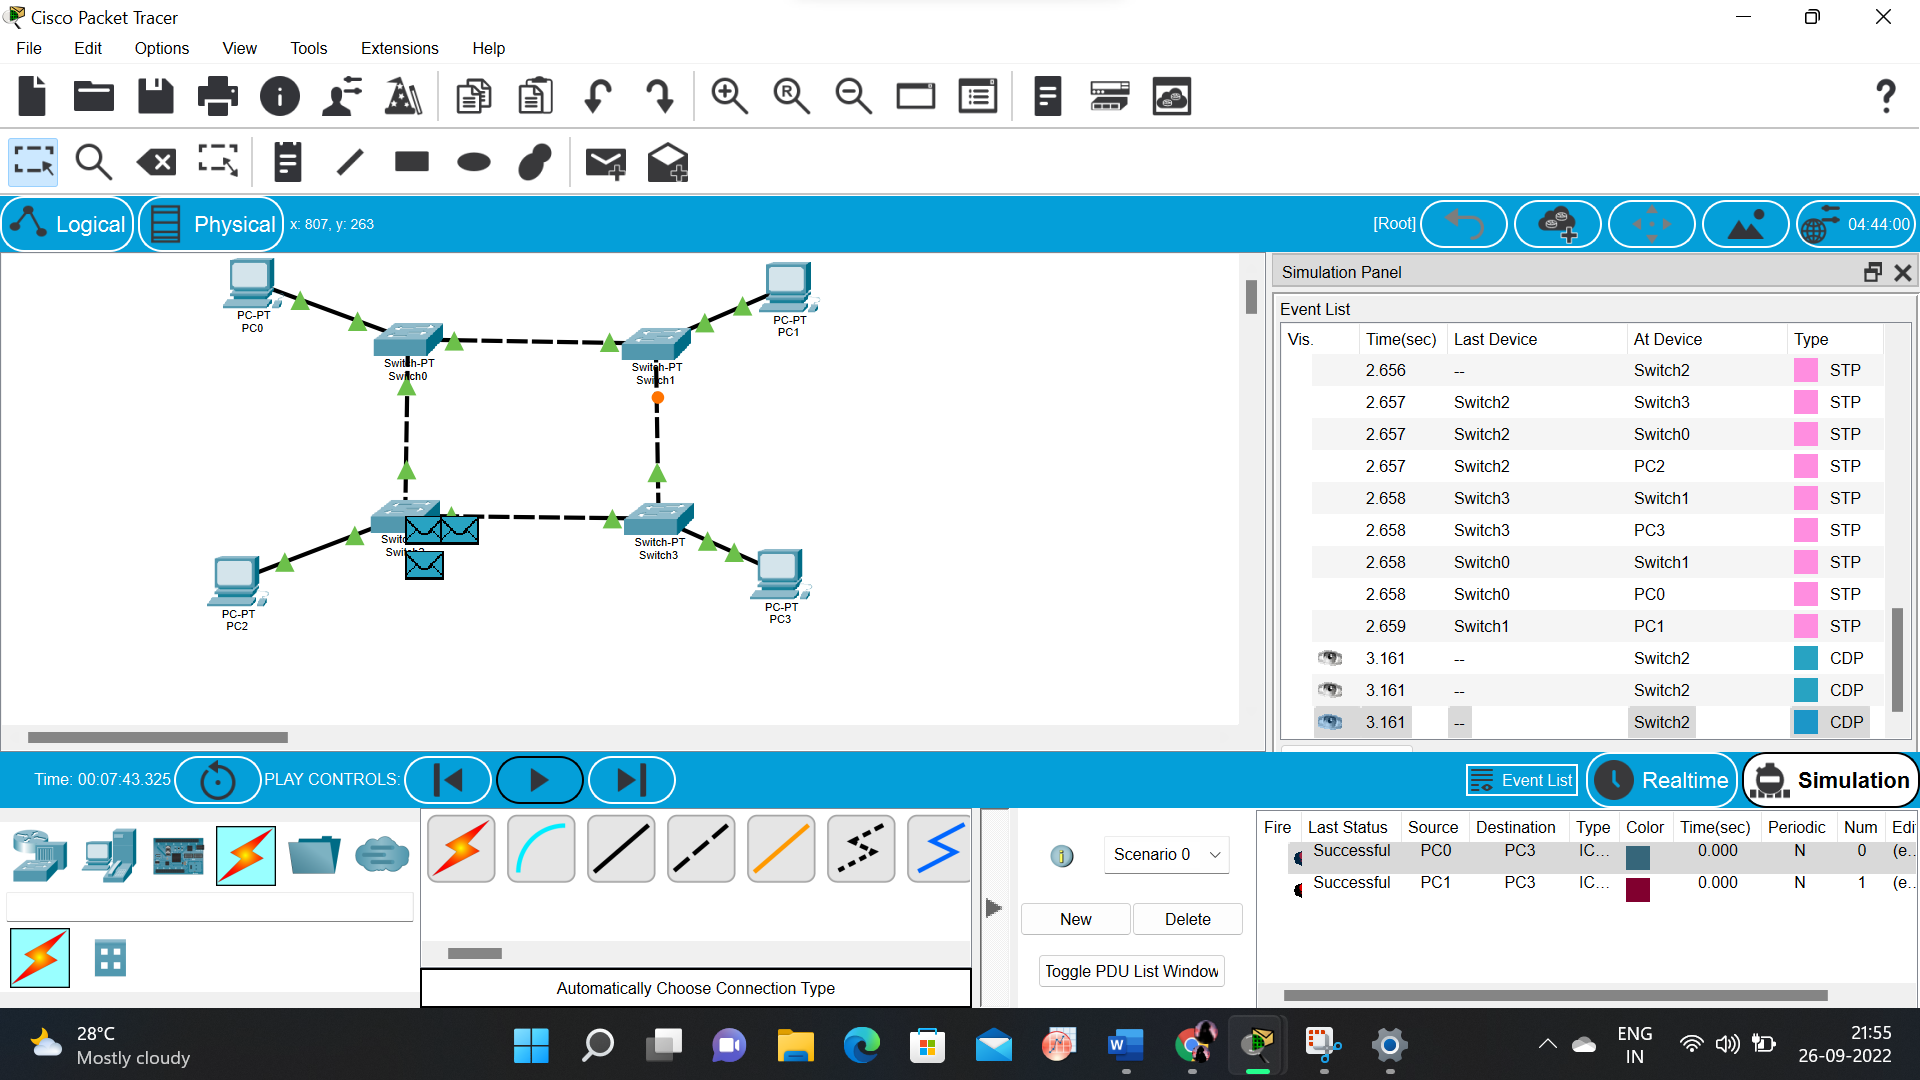 Cisco Packet Tracer
File Edit Options View Tools Extensions Help
Logical Physical x: 807, y: 263 [Root] 04:44:00
PC-PT
PC0
PC-PT
PC1
Switch-PT
Switch0
Switch-PT
Switch1
Switch-PT
Switch3
PC-PT
PC2
PC-PT
PC3
Simulation Panel
Event List
Vis. Time(sec) Last Device At Device Type
2.656 -- Switch2 STP
2.657 Switch2 Switch3 STP
2.657 Switch2 Switch0 STP
2.657 Switch2 PC2 STP
2.658 Switch3 Switch1 STP
2.658 Switch3 PC3 STP
2.658 Switch0 Switch1 STP
2.658 Switch0 PC0 STP
2.659 Switch1 PC1 STP
3.161 -- Switch2 CDP
3.161 -- Switch2 CDP
3.161 -- Switch2 CDP
Time: 00:07:43.325 PLAY CONTROLS: Event List Realtime Simulation
Scenario 0
New Delete
Toggle PDU List Window
Automatically Choose Connection Type
Fire Last Status Source Destination Type Color Time(sec) Periodic Num Edi
Successful PC0 PC3 IC... 0.000 N 0 (e..
Successful PC1 PC3 IC... 0.000 N 1 (e..
28°C
Mostly cloudy
ENG
IN
21:55
26-09-2022